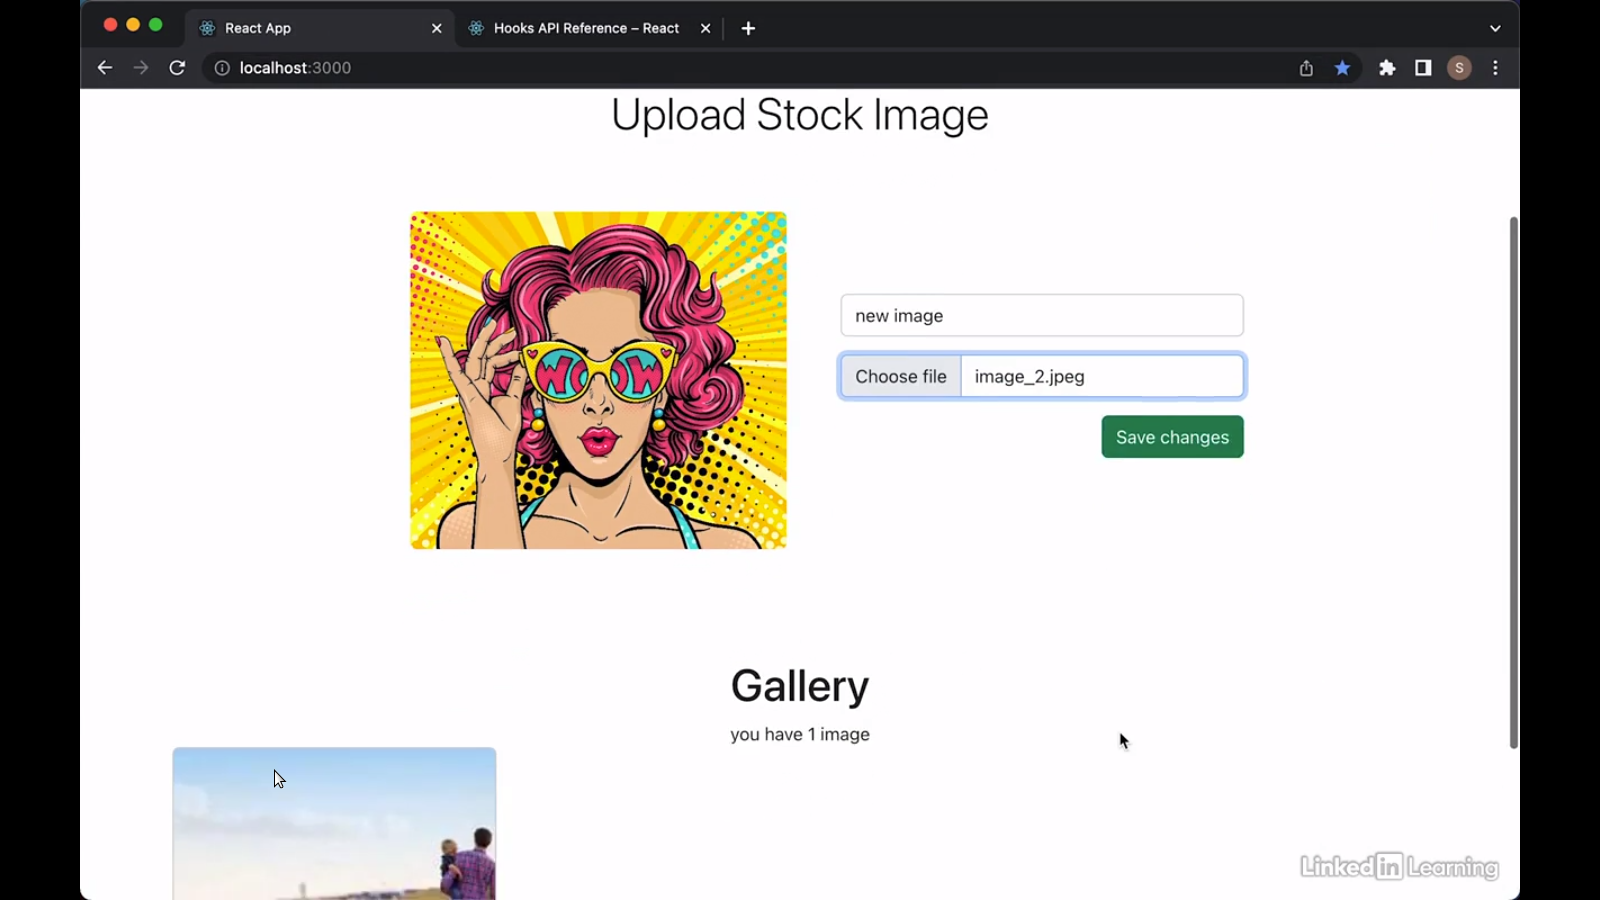 React App
Hooks API Reference – React
localhost:3000
S
Upload Stock Image
WOW
new image
Choose file
image_2.jpeg
Save changes
Gallery
you have 1 image
LinkedIn Learning